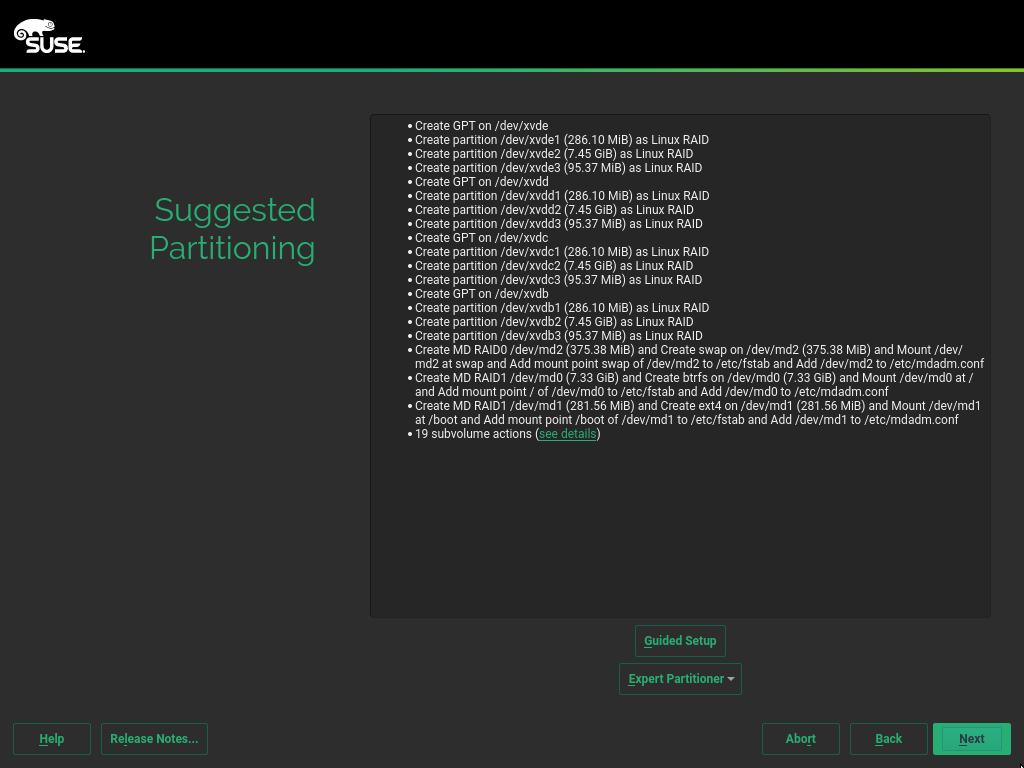 SUSE.
Suggested
Partitioning
• Create GPT on /dev/xvde
• Create partition /dev/xvde1 (286.10 MiB) as Linux RAID
• Create partition /dev/xvde2 (7.45 GiB) as Linux RAID
• Create partition /dev/xvde3 (95.37 MiB) as Linux RAID
• Create GPT on /dev/xvdd
• Create partition /dev/xvdd1 (286.10 MiB) as Linux RAID
• Create partition /dev/xvdd2 (7.45 GiB) as Linux RAID
• Create partition /dev/xvdd3 (95.37 MiB) as Linux RAID
• Create GPT on /dev/xvdc
• Create partition /dev/xvdc1 (286.10 MiB) as Linux RAID
• Create partition /dev/xvdc2 (7.45 GiB) as Linux RAID
• Create partition /dev/xvdc3 (95.37 MiB) as Linux RAID
• Create GPT on /dev/xvdb
• Create partition /dev/xvdb1 (286.10 MiB) as Linux RAID
• Create partition /dev/xvdb2 (7.45 GiB) as Linux RAID
• Create partition /dev/xvdb3 (95.37 MiB) as Linux RAID
• Create MD RAID0 /dev/md2 (375.38 MiB) and Create swap on /dev/md2 (375.38 MiB) and Mount /dev/
md2 at swap and Add mount point swap of /dev/md2 to /etc/fstab and Add /dev/md2 to /etc/mdadm.conf
• Create MD RAID1 /dev/md0 (7.33 GiB) and Create btrfs on /dev/md0 (7.33 GiB) and Mount /dev/md0 at /
and Add mount point / of /dev/md0 to /etc/fstab and Add /dev/md0 to /etc/mdadm.conf
• Create MD RAID1 /dev/md1 (281.56 MiB) and Create ext4 on /dev/md1 (281.56 MiB) and Mount /dev/md1
at /boot and Add mount point /boot of /dev/md1 to /etc/fstab and Add /dev/md1 to /etc/mdadm.conf
• 19 subvolume actions (see details)
Guided Setup
Expert Partitioner
Help
Release Notes...
Abort
Back
Next